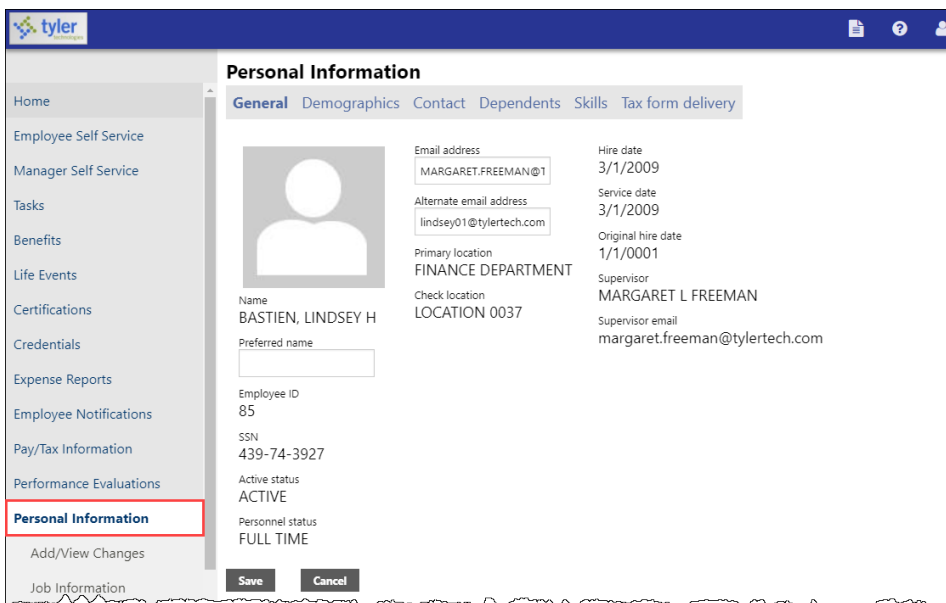 tyler
technologies
Personal Information
Home
Employee Self Service
Manager Self Service
Tasks
Benefits
Life Events
Certifications
Credentials
Expense Reports
Employee Notifications
Pay/Tax Information
Performance Evaluations
Personal Information
Add/View Changes
Job Information
General Demographics Contact Dependents Skills Tax form delivery
Name
BASTIEN, LINDSEY H
Preferred name
Employee ID
85
SSN
439-74-3927
Active status
ACTIVE
Personnel status
FULL TIME
Email address
MARGARET.FREEMAN@T
Alternate email address
lindsey01@tylertech.com
Primary location
FINANCE DEPARTMENT
Check location
LOCATION 0037
Hire date
3/1/2009
Service date
3/1/2009
Original hire date
1/1/0001
Supervisor
MARGARET L FREEMAN
Supervisor email
margaret.freeman@tylertech.com
Save Cancel